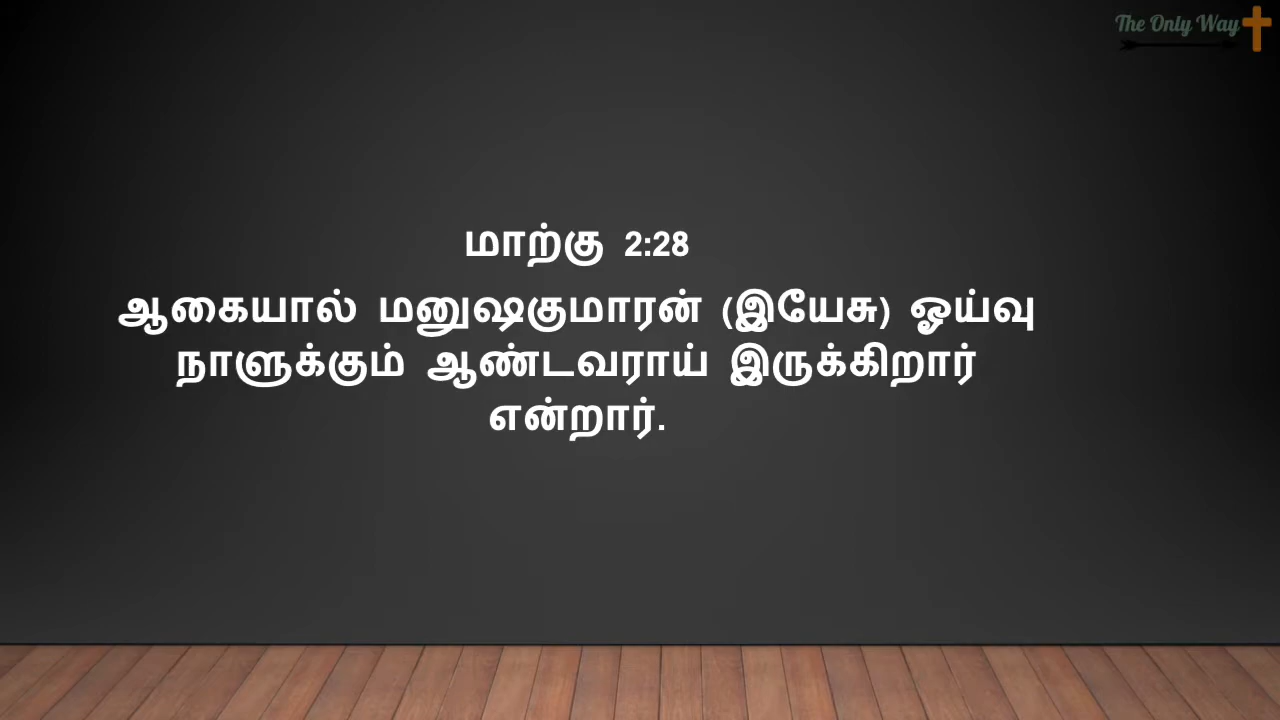 The Only Way
மாற்கு 2:28
ஆகையால் மனுஷகுமாரன் (இயேசு) ஓய்வு
நாளுக்கும் ஆண்டவராய் இருக்கிறார்
என்றார்.